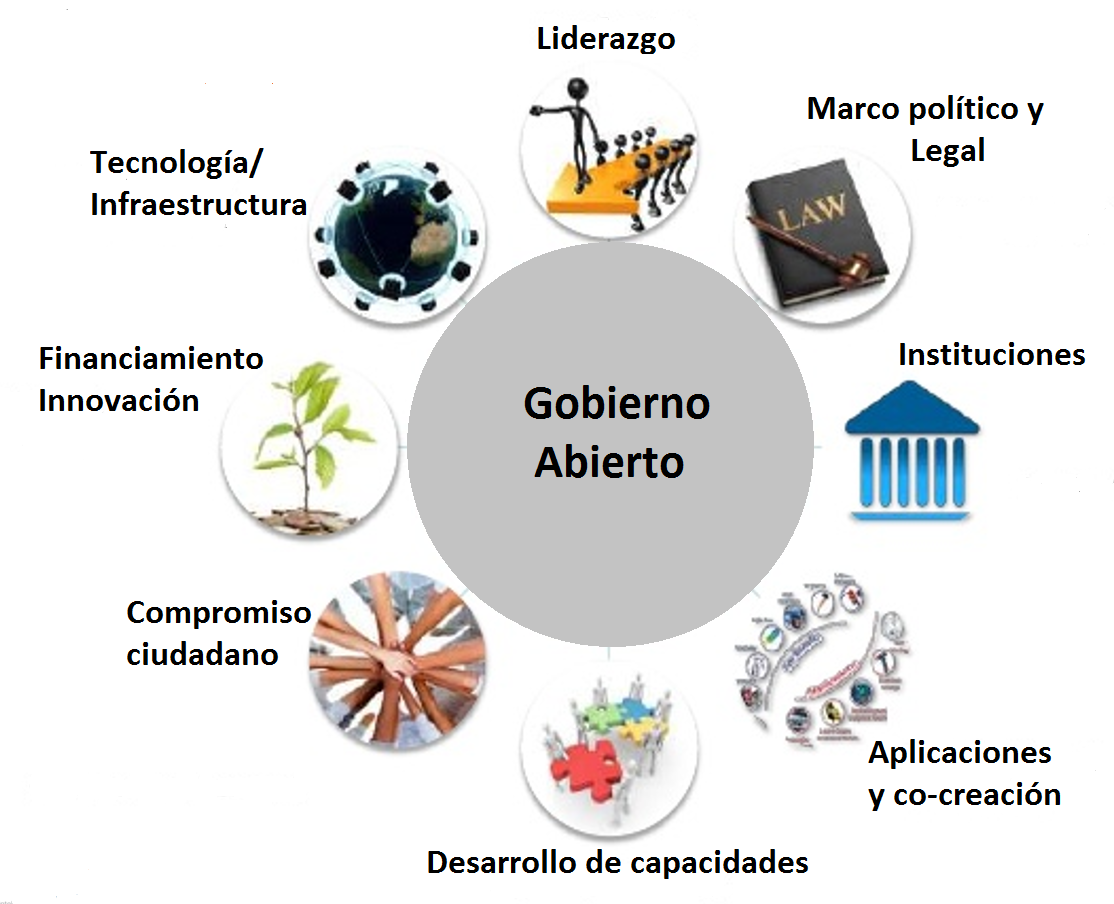 Liderazgo
Marco político y
Legal
Tecnología/
Infraestructura
LAW
Financiamiento
Innovación
Instituciones
Gobierno
Abierto
Compromiso
ciudadano
Aplicaciones
y co-creación
Desarrollo de capacidades